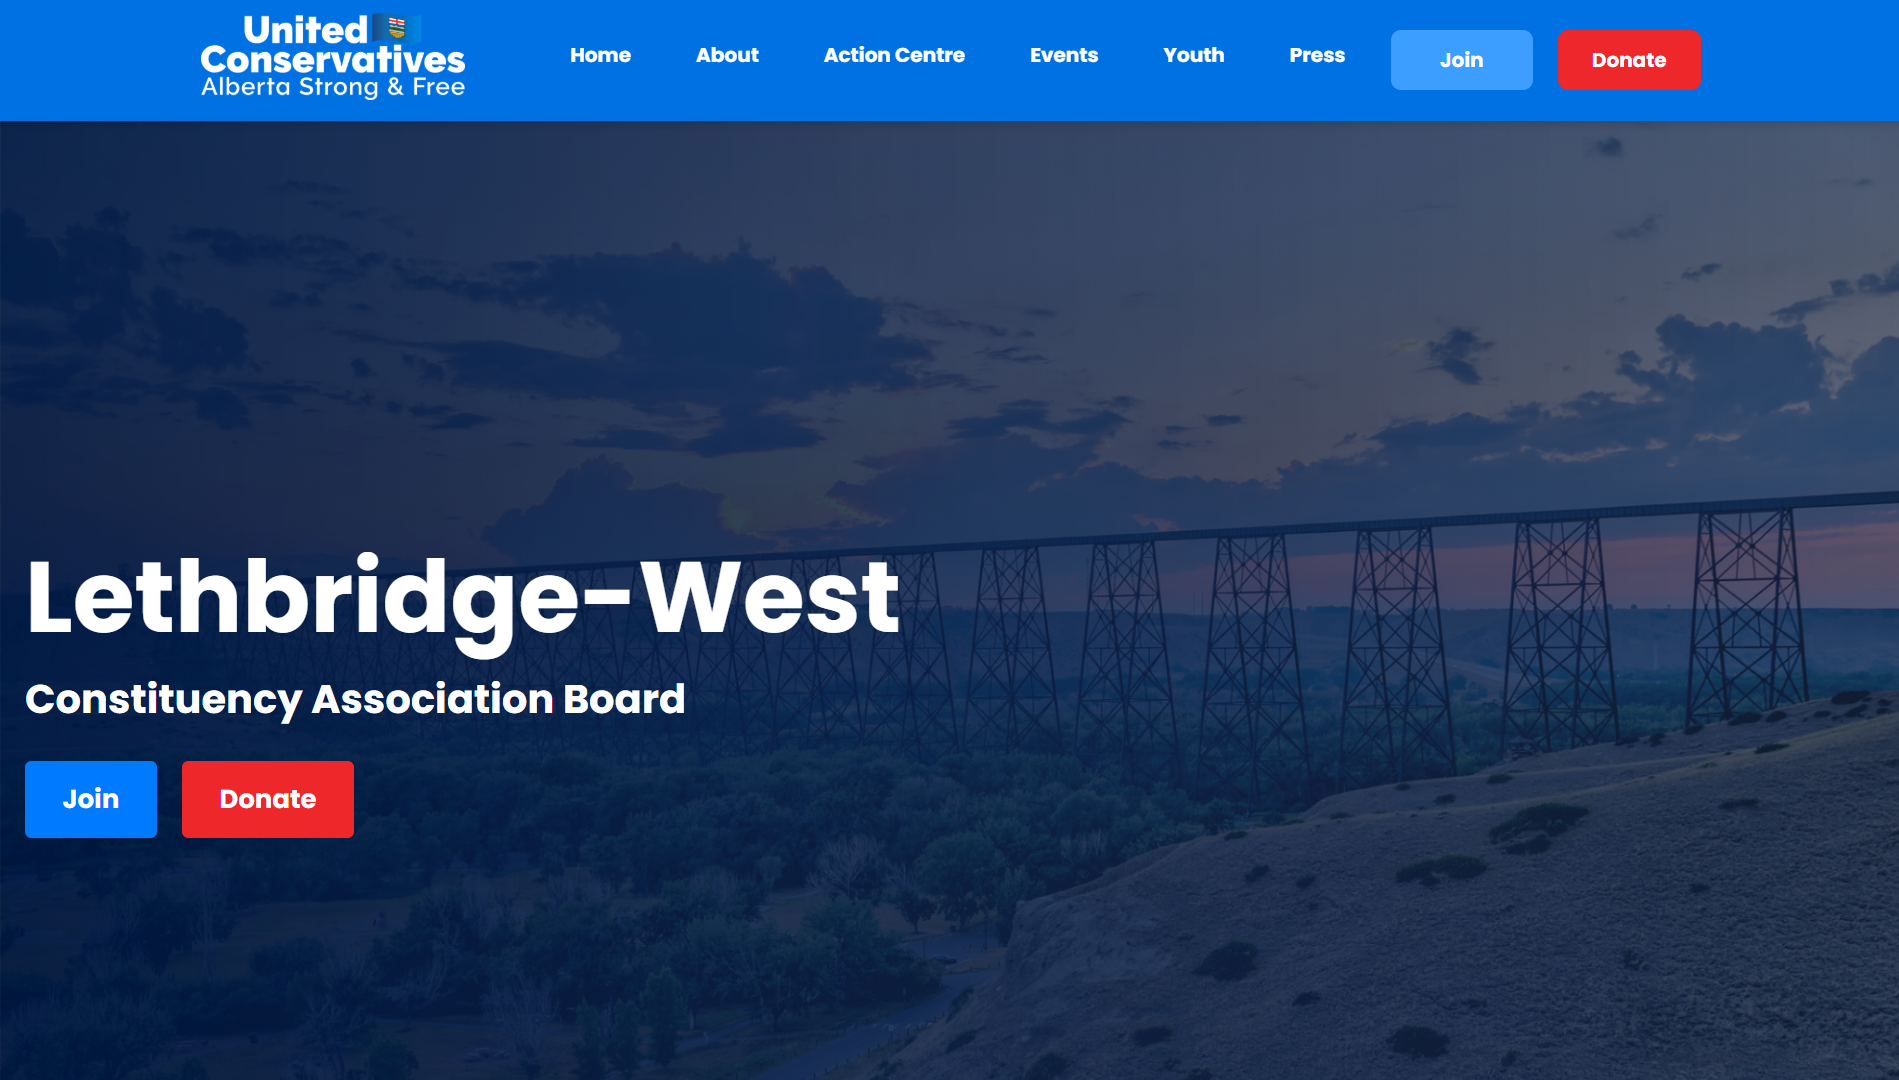 United
Conservatives
Alberta Strong & Free
Home
About
Action Centre
Events
Youth
Press
Join
Donate
Lethbridge-West
Constituency Association Board
Join
Donate